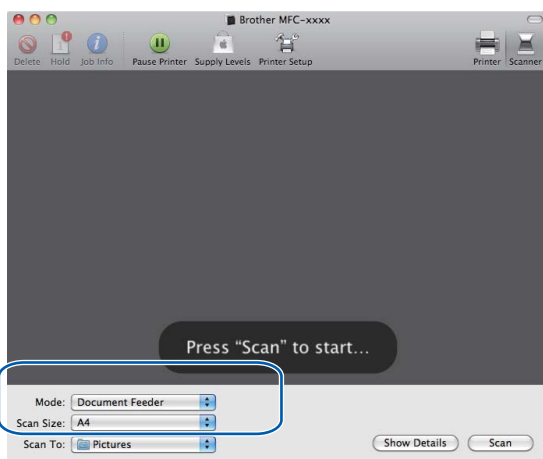 Brother MFC-xxxx
Delete Hold Job Info Pause Printer Supply Levels Printer Setup Printer Scanner
Press “Scan” to start...
Mode: Document Feeder
Scan Size: A4
Scan To: Pictures Show Details Scan